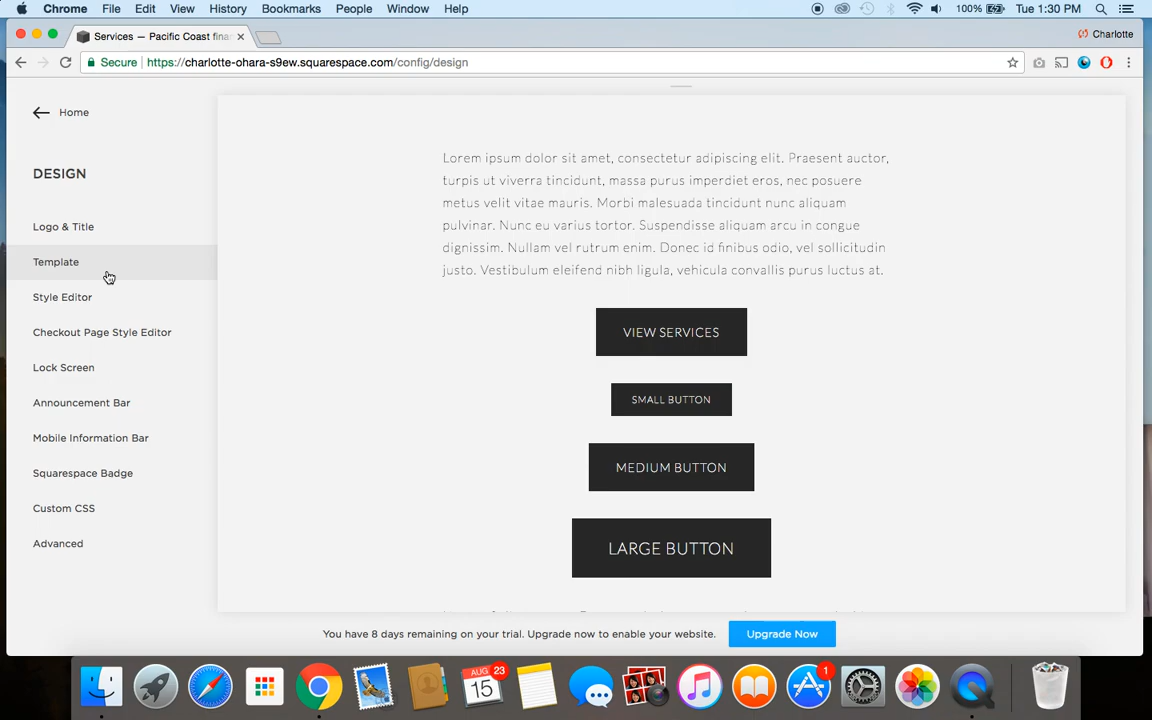 Chrome File Edit View History Bookmarks People Window Help 100% Tue 1:30 PM
Services — Pacific Coast finan
Charlotte
Secure https://charlotte-ohara-s9ew.squarespace.com/config/design
Home
DESIGN
Logo & Title
Template
Style Editor
Checkout Page Style Editor
Lock Screen
Announcement Bar
Mobile Information Bar
Squarespace Badge
Custom CSS
Advanced
Lorem ipsum dolor sit amet, consectetur adipiscing elit. Praesent auctor,
turpis ut viverra tincidunt, massa purus imperdiet eros, nec posuere
metus velit vitae mauris. Morbi malesuada tincidunt nunc aliquam
pulvinar. Nunc eu varius tortor. Suspendisse aliquam arcu in congue
dignissim. Nullam vel rutrum enim. Donec id finibus odio, vel sollicitudin
justo. Vestibulum eleifend nibh ligula, vehicula convallis purus luctus at.
VIEW SERVICES
SMALL BUTTON
MEDIUM BUTTON
LARGE BUTTON
You have 8 days remaining on your trial. Upgrade now to enable your website.
Upgrade Now
AUG 23
15
1